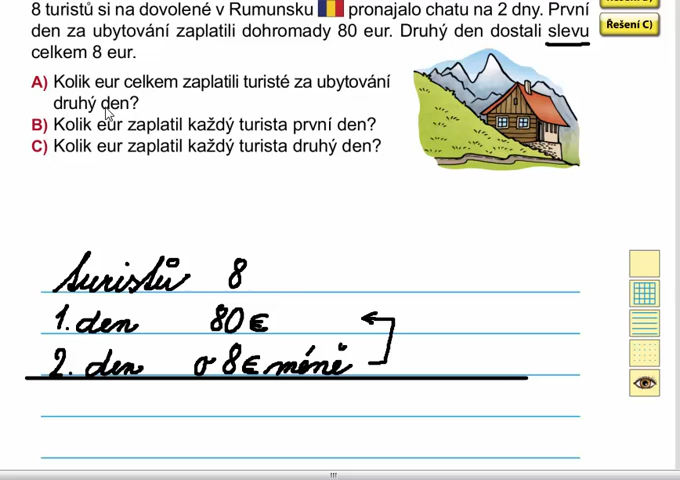 8 turistů si na dovolené v Rumunsku pronajalo chatu na 2 dny. První
den za ubytování zaplatili dohromady 80 eur. Druhý den dostali slevu
celkem 8 eur.
A) Kolik eur celkem zaplatili turisté za ubytování
druhý den?
B) Kolik eur zaplatil každý turista první den?
C) Kolik eur zaplatil každý turista druhý den?
Řešení C)
turistů 8
1. den 80 €
2. den o 8 € méně